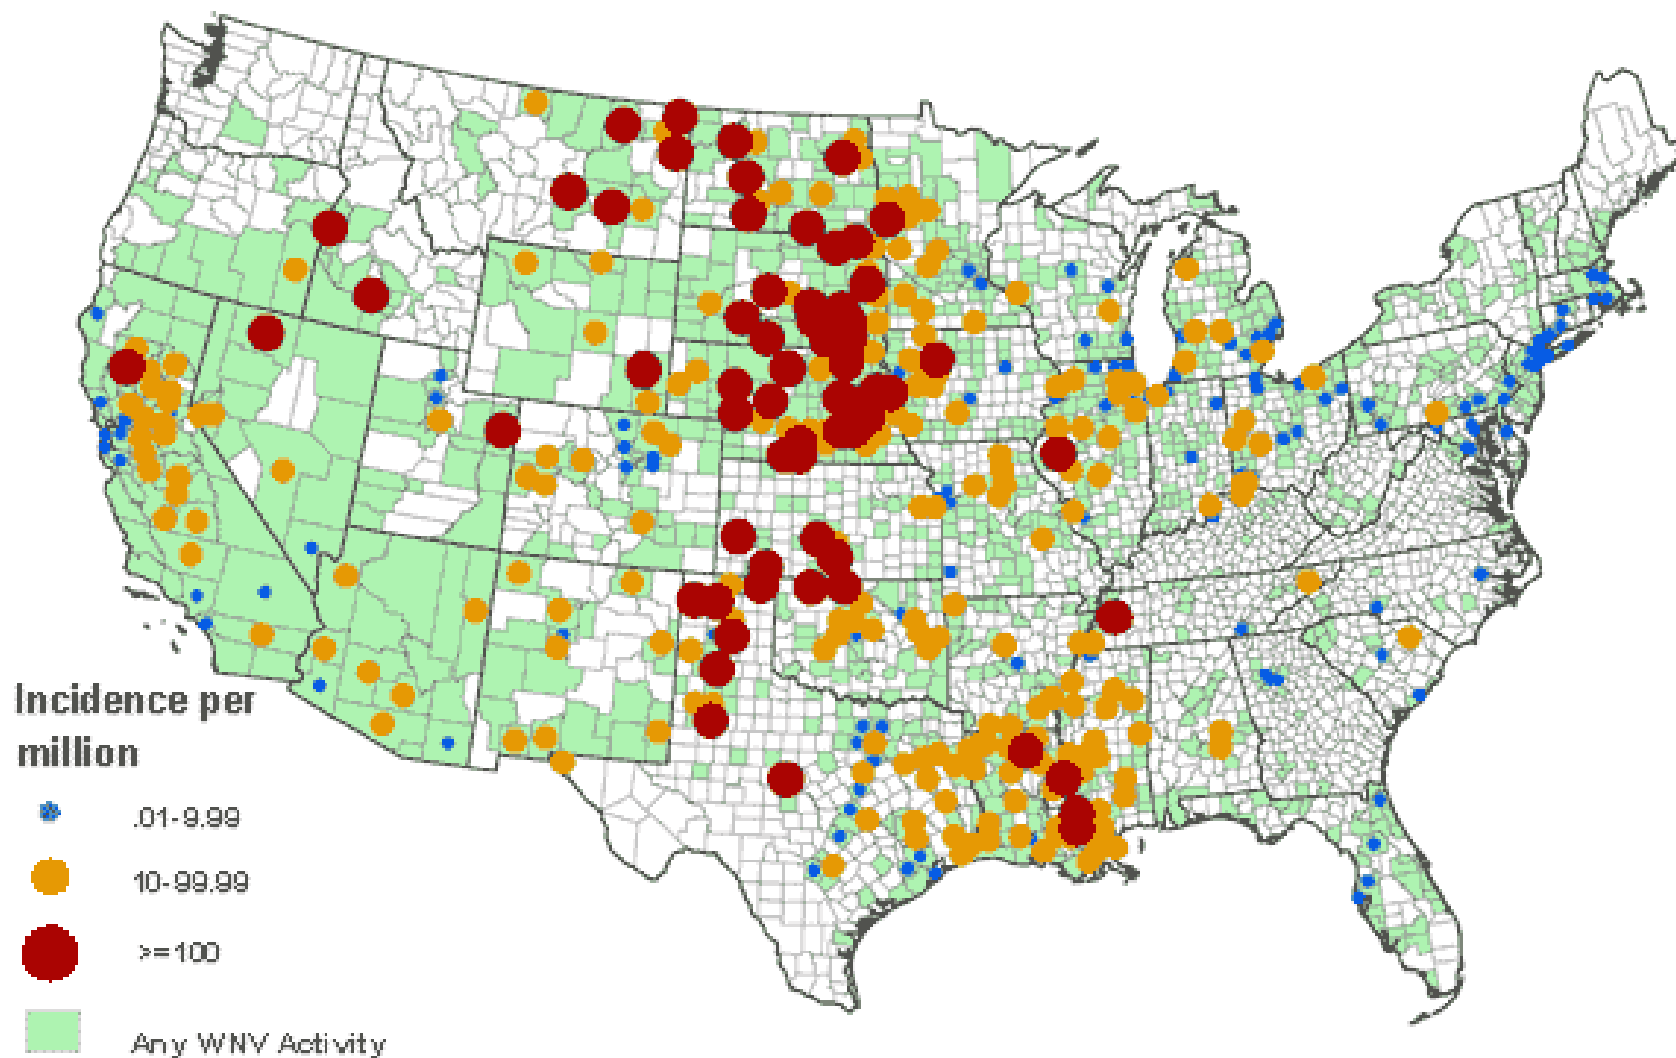 Incidence per
million
.01-9.99
10-99.99
>=100
Any WNV Activity